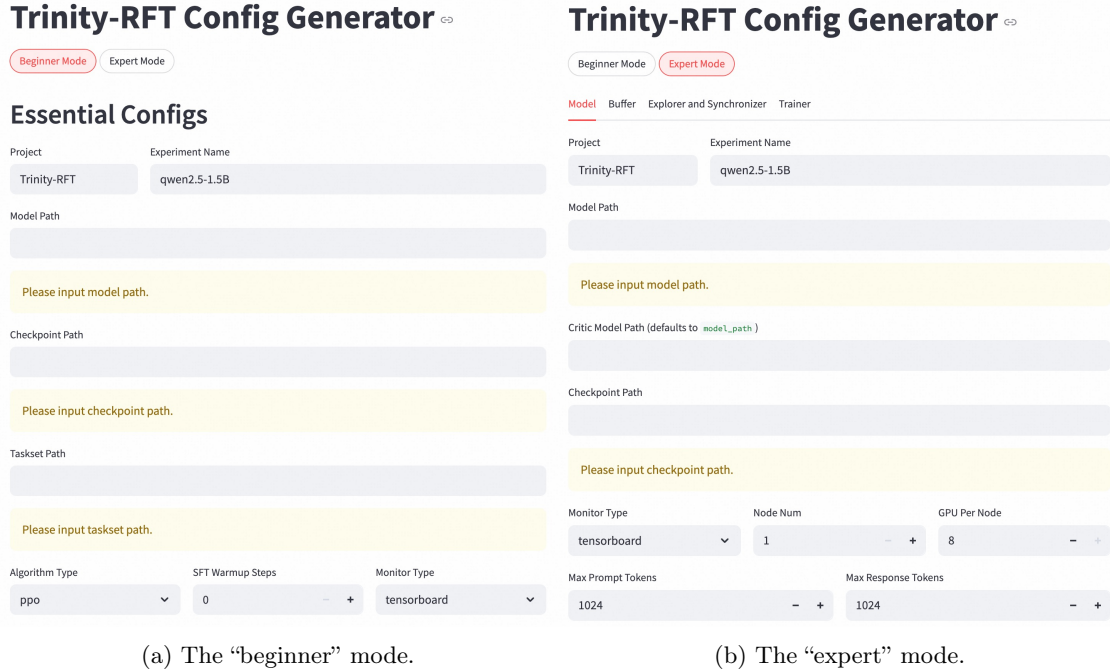 Trinity-RFT Config Generator
Beginner Mode Expert Mode
Essential Configs
Project Experiment Name
Trinity-RFT qwen2.5-1.5B
Model Path
Please input model path.
Checkpoint Path
Please input checkpoint path.
Taskset Path
Please input taskset path.
Algorithm Type SFT Warmup Steps Monitor Type
ppo 0 − + tensorboard
(a) The “beginner” mode.
Trinity-RFT Config Generator
Beginner Mode Expert Mode
Model Buffer Explorer and Synchronizer Trainer
Project Experiment Name
Trinity-RFT qwen2.5-1.5B
Model Path
Please input model path.
Critic Model Path (defaults to model_path )
Checkpoint Path
Please input checkpoint path.
Monitor Type Node Num GPU Per Node
tensorboard 1 − + 8 − +
Max Prompt Tokens Max Response Tokens
1024 − + 1024 − +
(b) The “expert” mode.